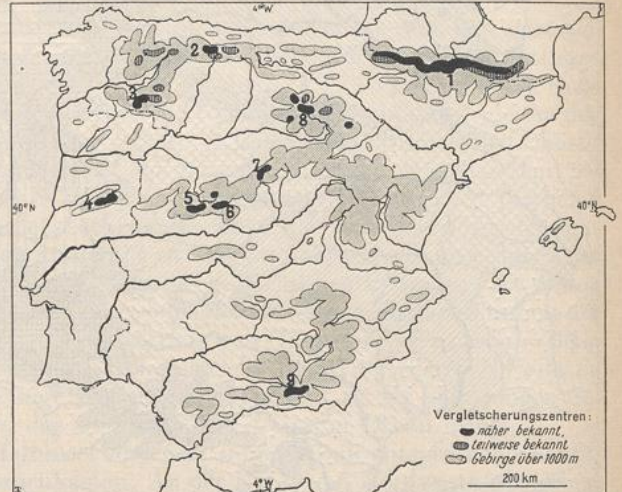 4°W
2
1
3
8
7
40°N
40°N
4
5
6
9
Vergletscherungszentren:
näher bekannt,
teilweise bekannt
Gebirge über 1000 m
4°W
200 km